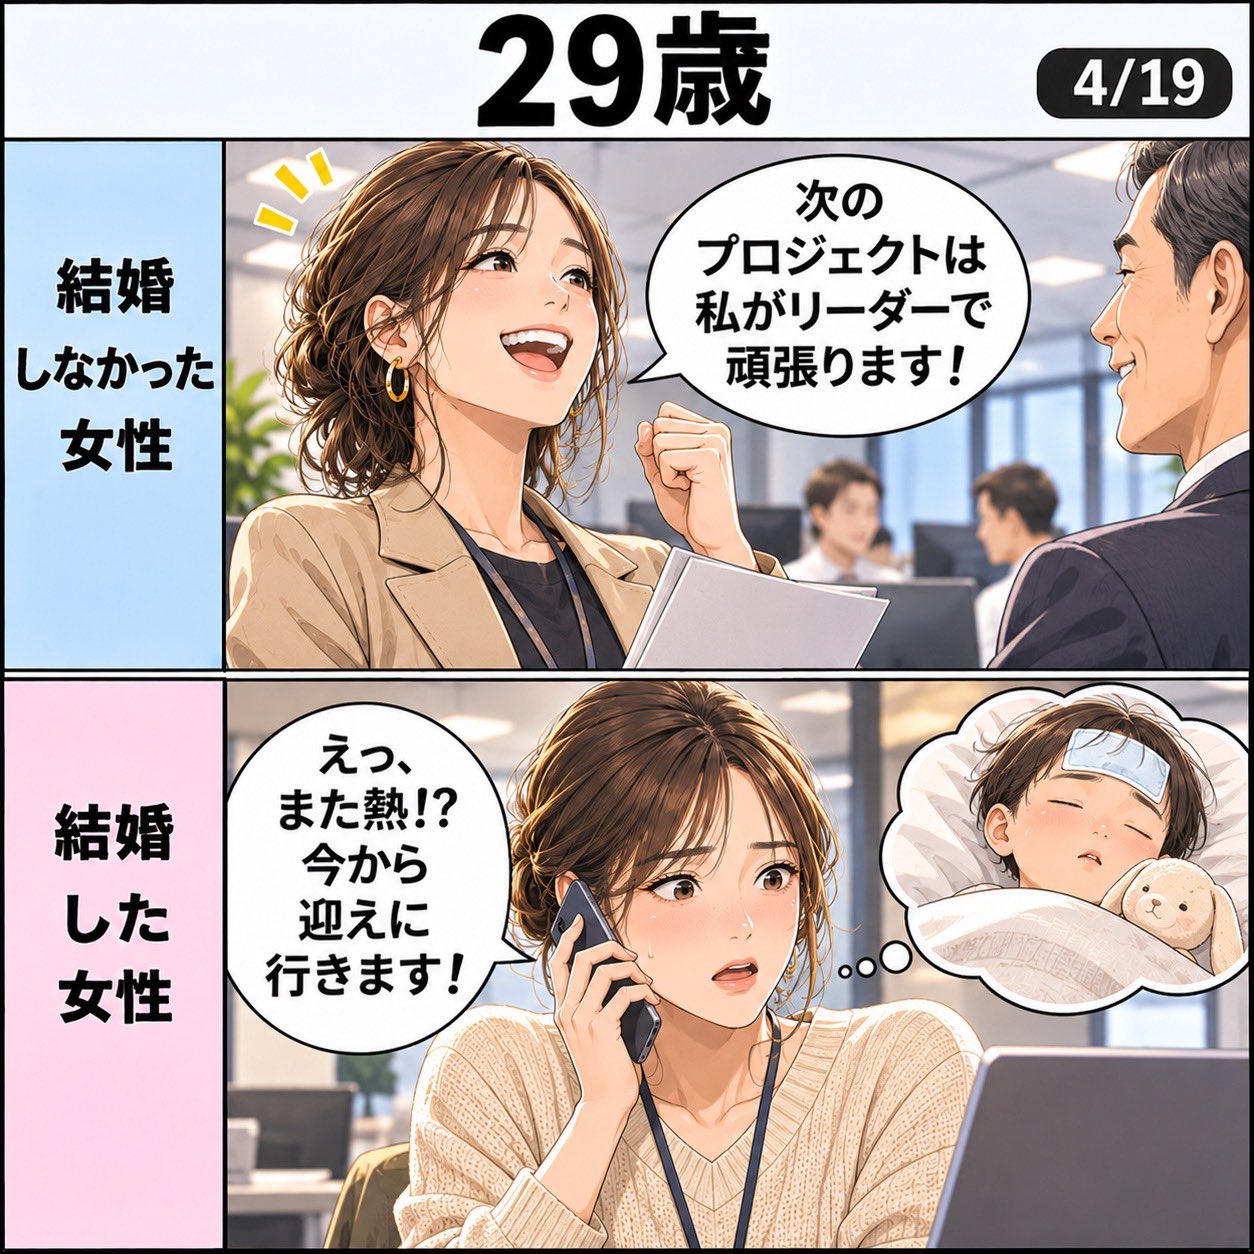 29歳
4/19
結婚
しなかった
女性
次の
プロジェクトは
私がリーダーで
頑張ります!
結婚
した
女性
えっ、
また熱!?
今から
迎えに
行きます!